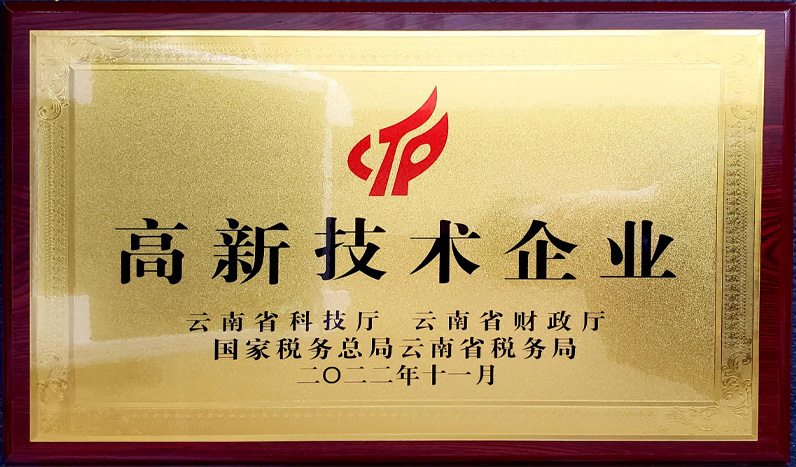 高新技术企业
云南省科技厅 云南省财政厅
国家税务总局云南省税务局
二〇二二年十一月